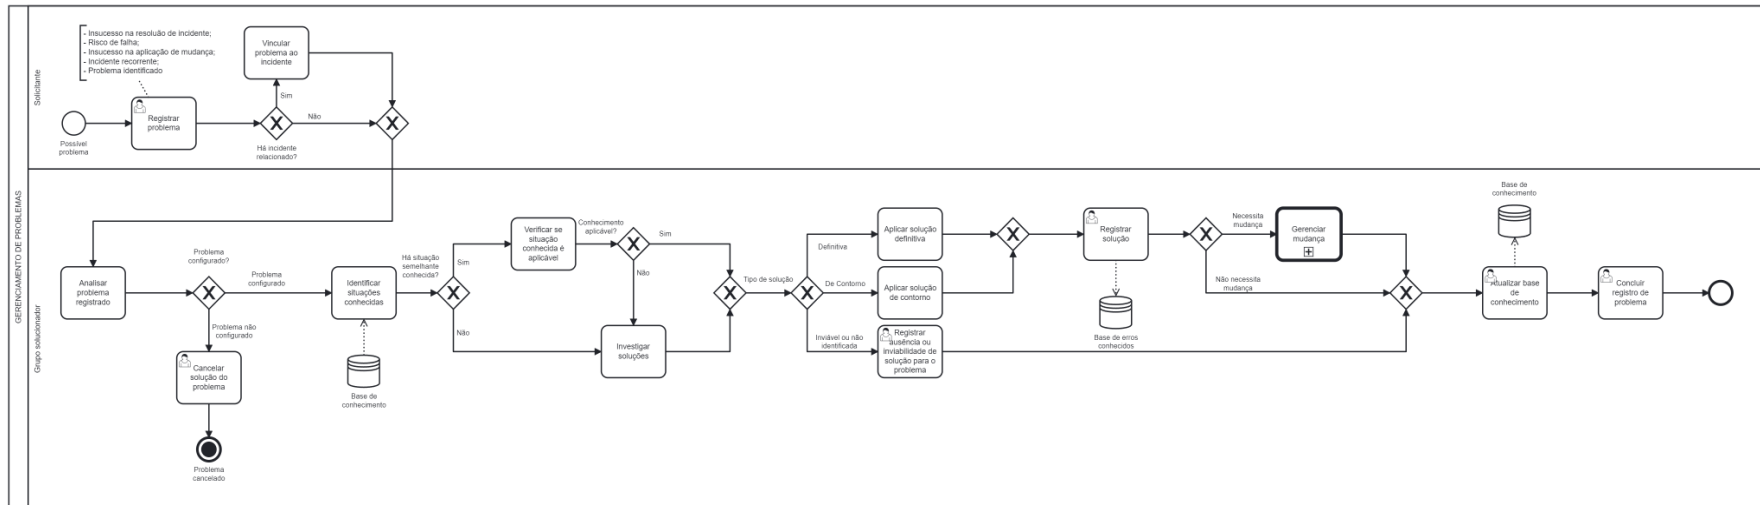 GERENCIAMENTO DE PROBLEMAS
Solicitante
- Insucesso na resoluão de incidente;
- Risco de falha;
- Insucesso na aplicação de mudança;
- Incidente recorrente;
- Problema identificado
Possível
problema
Registrar
problema
Há incidente
relacionado?
Sim
Não
Vincular
problema ao
incidente
Grupo solucionador
Analisar
problema
registrado
Problema
configurado?
Problema
configurado
Problema não
configurado
Cancelar
solução do
problema
Problema
cancelado
Identificar
situações
conhecidas
Base de
conhecimento
Há situação
semelhante
conhecida?
Sim
Não
Verificar se
situação
conhecida é
aplicável
Conhecimento
aplicável?
Sim
Não
Investigar
soluções
Tipo de solução
Definitiva
De Contorno
Inviável ou não
identificada
Aplicar solução
definitiva
Aplicar solução
de contorno
Registrar
ausência ou
inviabilidade de
solução para o
problema
Registrar
solução
Base de erros
conhecidos
Necessita
mudança
Não necessita
mudança
Gerenciar
mudança
Base de
conhecimento
Atualizar base
de
conhecimento
Concluir
registro de
problema